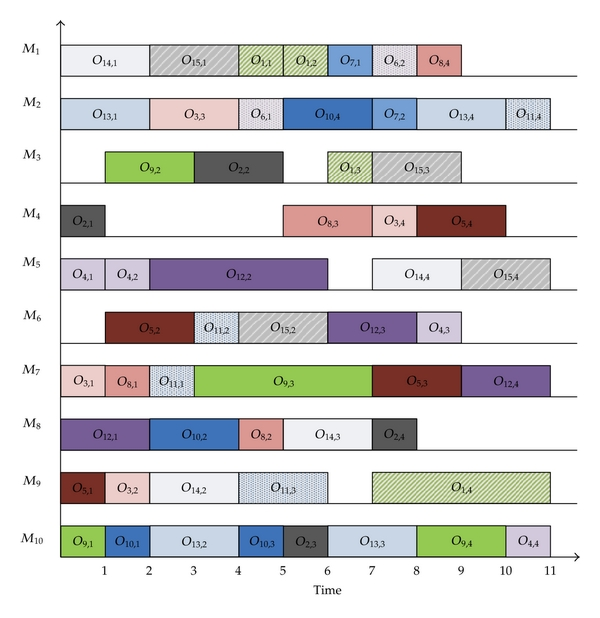 M1 O14,1 O15,1 O1,1 O1,2 O7,1 O6,2 O8,4
M2 O13,1 O3,3 O6,1 O10,4 O7,2 O13,4 O11,4
M3 O9,2 O2,2 O1,3 O15,3
M4 O2,1 O8,3 O3,4 O5,4
M5 O4,1 O4,2 O12,2 O14,4 O15,4
M6 O5,2 O11,2 O15,2 O12,3 O4,3
M7 O3,1 O8,1 O11,1 O9,3 O5,3 O12,4
M8 O12,1 O10,2 O8,2 O14,3 O2,4
M9 O5,1 O3,2 O14,2 O11,3 O1,4
M10 O9,1 O10,1 O13,2 O10,3 O2,3 O13,3 O9,4 O4,4
1 2 3 4 5 6 7 8 9 10 11
Time